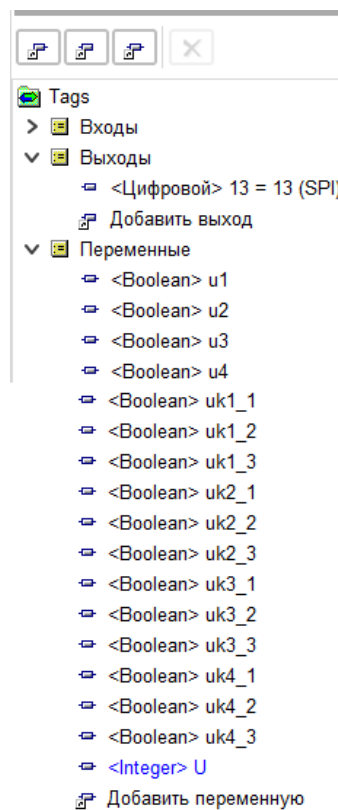 Tags
Входы
Выходы
<Цифровой> 13 = 13 (SPI)
Добавить выход
Переменные
<Boolean> u1
<Boolean> u2
<Boolean> u3
<Boolean> u4
<Boolean> uk1_1
<Boolean> uk1_2
<Boolean> uk1_3
<Boolean> uk2_1
<Boolean> uk2_2
<Boolean> uk2_3
<Boolean> uk3_1
<Boolean> uk3_2
<Boolean> uk3_3
<Boolean> uk4_1
<Boolean> uk4_2
<Boolean> uk4_3
<Integer> U
Добавить переменную